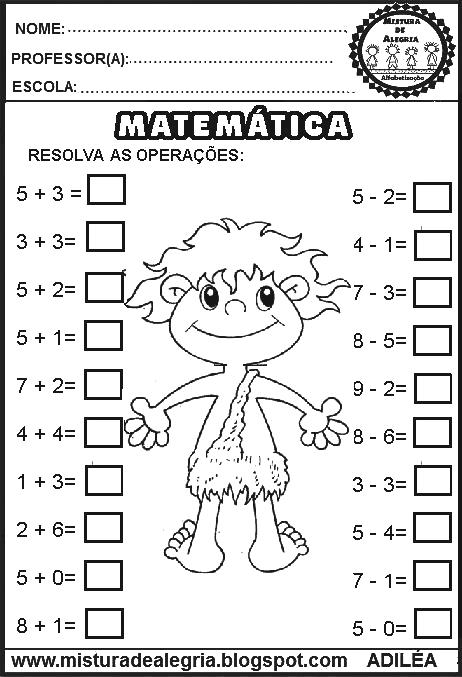 NOME:
PROFESSOR(A):
ESCOLA:
MISTURA
DE
ALEGRIA
Alfabetização
MATEMÁTICA
RESOLVA AS OPERAÇÕES:
5 + 3 =
5 - 2=
3 + 3=
4 - 1=
5 + 2=
7 - 3=
5 + 1=
8 - 5=
7 + 2=
9 - 2=
4 + 4=
8 - 6=
1 + 3=
3 - 3=
2 + 6=
5 - 4=
5 + 0=
7 - 1=
8 + 1=
5 - 0=
www.misturadealegria.blogspot.com ADILÉA